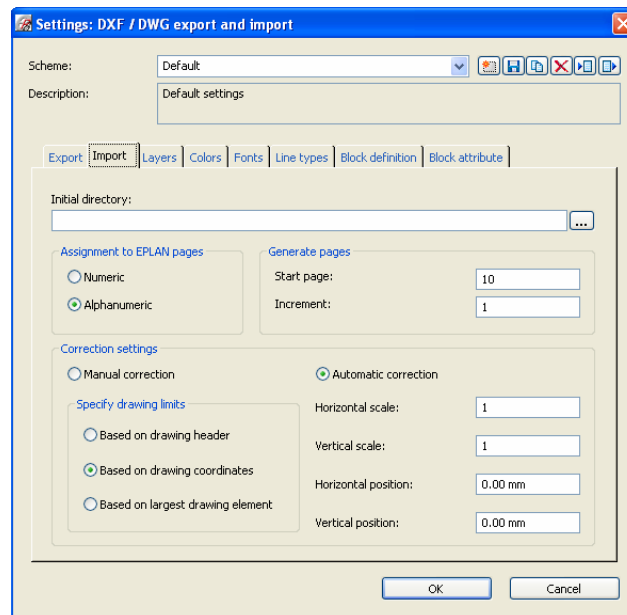 Settings: DXF / DWG export and import
Scheme: Default
Description: Default settings
Export Import Layers Colors Fonts Line types Block definition Block attribute
Initial directory:
...
Assignment to EPLAN pages
Numeric
Alphanumeric
Generate pages
Start page: 10
Increment: 1
Correction settings
Manual correction
Automatic correction
Specify drawing limits
Based on drawing header
Based on drawing coordinates
Based on largest drawing element
Horizontal scale: 1
Vertical scale: 1
Horizontal position: 0.00 mm
Vertical position: 0.00 mm
OK Cancel